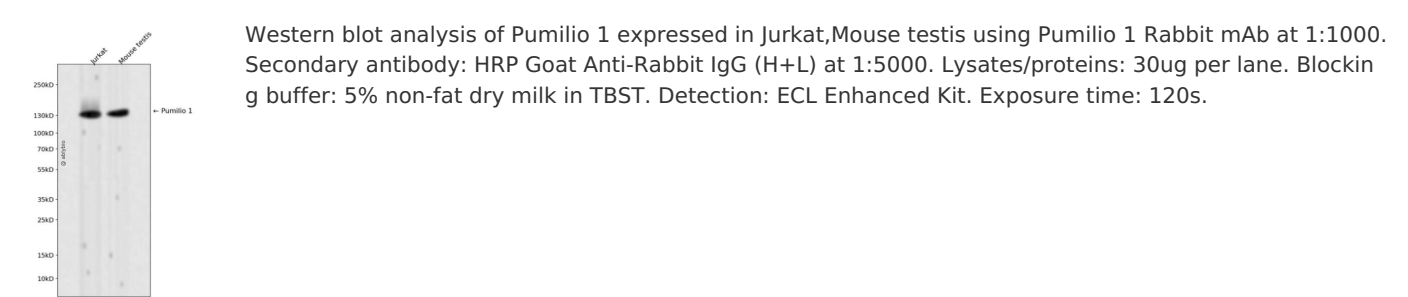 Jurkat
Mouse testis
250kD
130kD
100kD
70kD
55kD
35kD
25kD
15kD
10kD
← Pumilio 1
Western blot analysis of Pumilio 1 expressed in Jurkat,Mouse testis using Pumilio 1 Rabbit mAb at 1:1000.
Secondary antibody: HRP Goat Anti-Rabbit IgG (H+L) at 1:5000. Lysates/proteins: 30ug per lane. Blockin
g buffer: 5% non-fat dry milk in TBST. Detection: ECL Enhanced Kit. Exposure time: 120s.